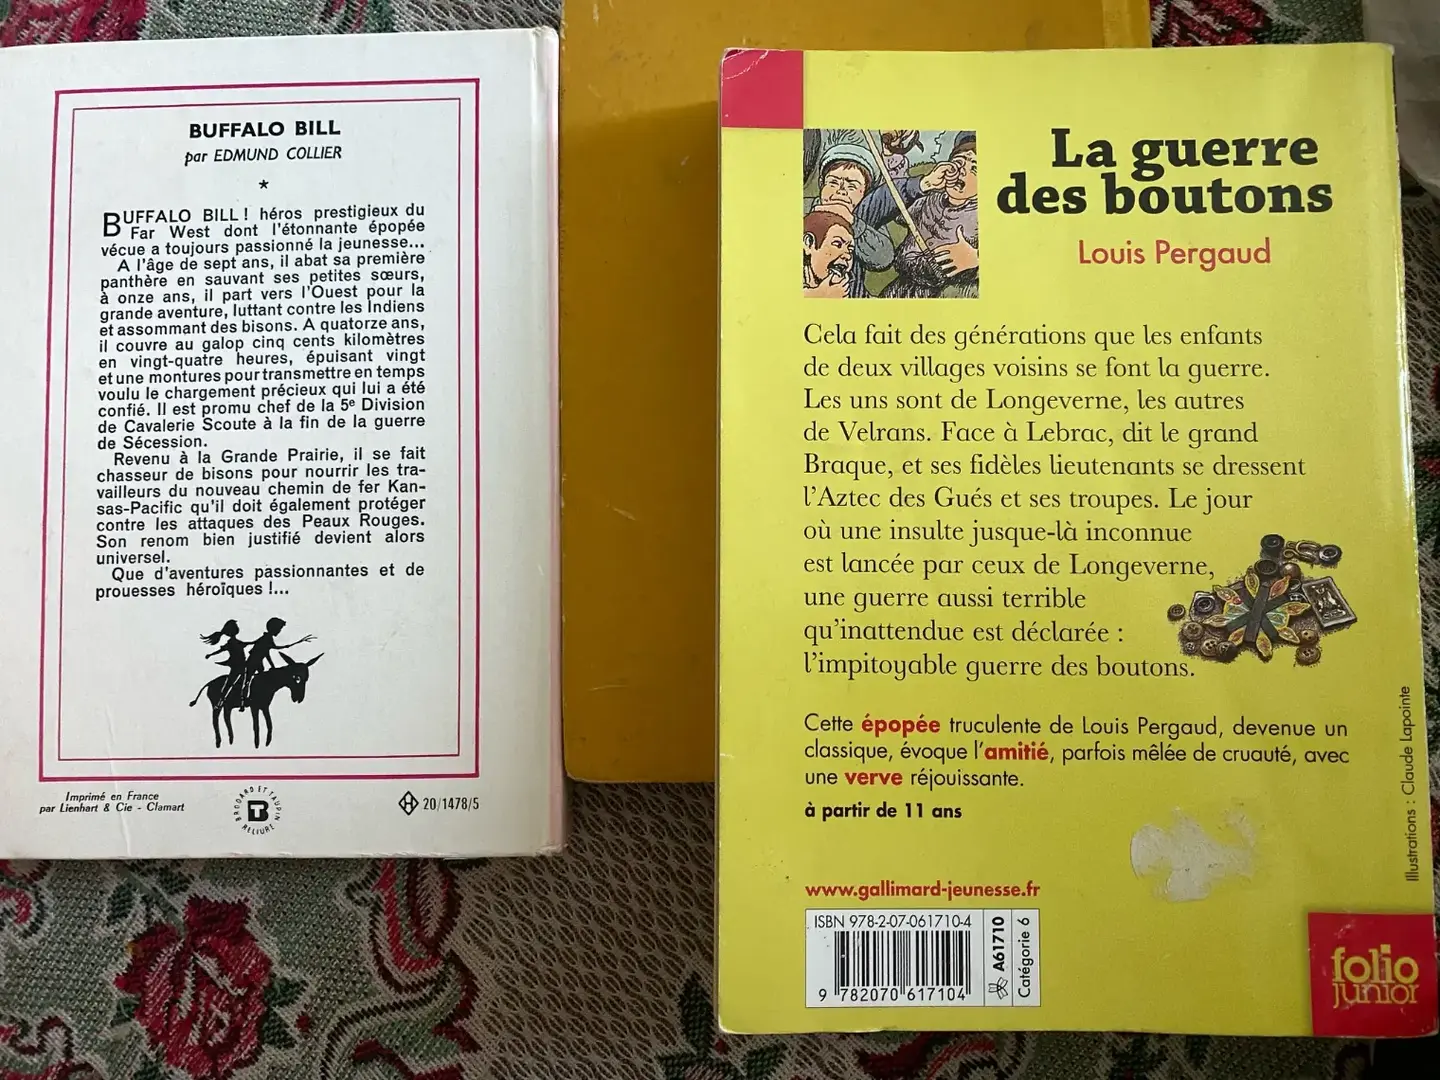 BUFFALO BILL
par EDMUND COLLIER
*
BUFFALO BILL ! héros prestigieux du
Far West dont l'étonnante épopée
vécue a toujours passionné la jeunesse...
A l'âge de sept ans, il abat sa première
panthère en sauvant ses petites sœurs,
à onze ans, il part vers l'Ouest pour la
grande aventure, luttant contre les Indiens
et assommant des bisons. A quatorze ans,
il couvre au galop cinq cents kilomètres
en vingt-quatre heures, épuisant vingt
et une montures pour transmettre en temps
voulu le chargement précieux qui lui a été
confié. Il est promu chef de la 5e Division
de Cavalerie Scoute à la fin de la guerre
de Sécession.
Revenu à la Grande Prairie, il se fait
chasseur de bisons pour nourrir les tra-
vailleurs du nouveau chemin de fer Kan-
sas-Pacific qu'il doit également protéger
contre les attaques des Peaux Rouges.
Son renom bien justifié devient alors
universel.
Que d'aventures passionnantes et de
prouesses héroïques !...
Imprimé en France
par Lienhart & Cie - Clamart
BRODARD ET TAUPIN
BT
RELIURE
H 20/1478/5
La guerre
des boutons
Louis Pergaud
Cela fait des générations que les enfants
de deux villages voisins se font la guerre.
Les uns sont de Longeverne, les autres
de Velrans. Face à Lebrac, dit le grand
Braque, et ses fidèles lieutenants se dressent
l'Aztec des Gués et ses troupes. Le jour
où une insulte jusque-là inconnue
est lancée par ceux de Longeverne,
une guerre aussi terrible
qu'inattendue est déclarée :
l'impitoyable guerre des boutons.
Cette épopée truculente de Louis Pergaud, devenue un
classique, évoque l'amitié, parfois mêlée de cruauté, avec
une verve réjouissante.
à partir de 11 ans
Illustrations : Claude Lapointe
www.gallimard-jeunesse.fr
ISBN 978-2-07-061710-4
9 782070 617104
A61710
Catégorie 6
folio
JUNIOR